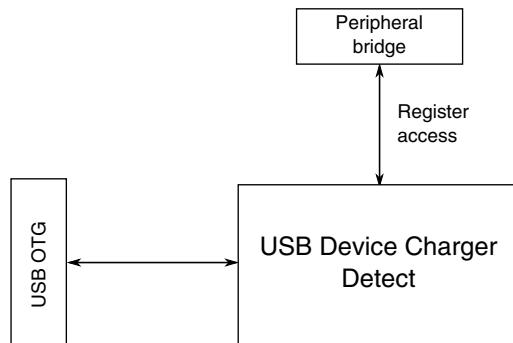 Peripheral
bridge
Register
access
USB OTG
USB Device Charger
Detect